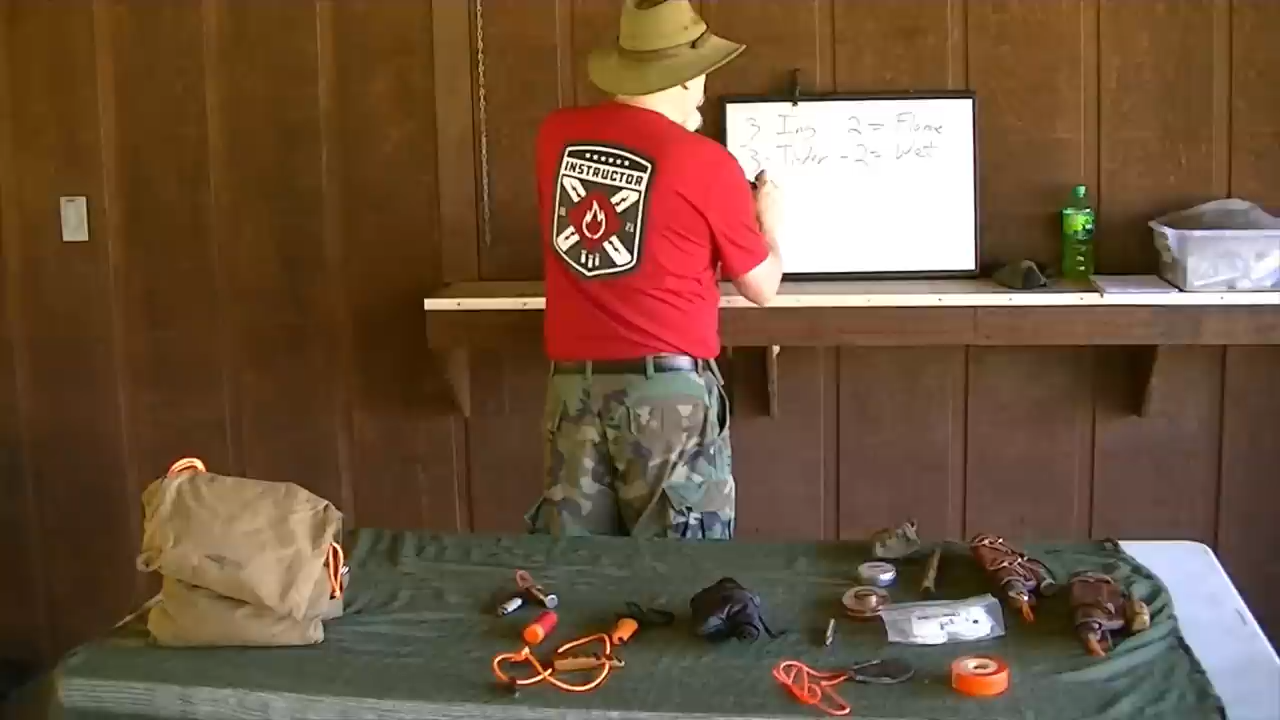 3 Ing 2 = Flame
3- Tinder - 2 = Wet
INSTRUCTOR